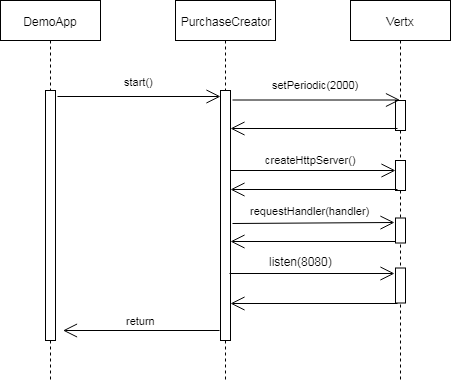 DemoApp
PurchaseCreator
Vertx
start()
setPeriodic(2000)
createHttpServer()
requestHandler(handler)
listen(8080)
return